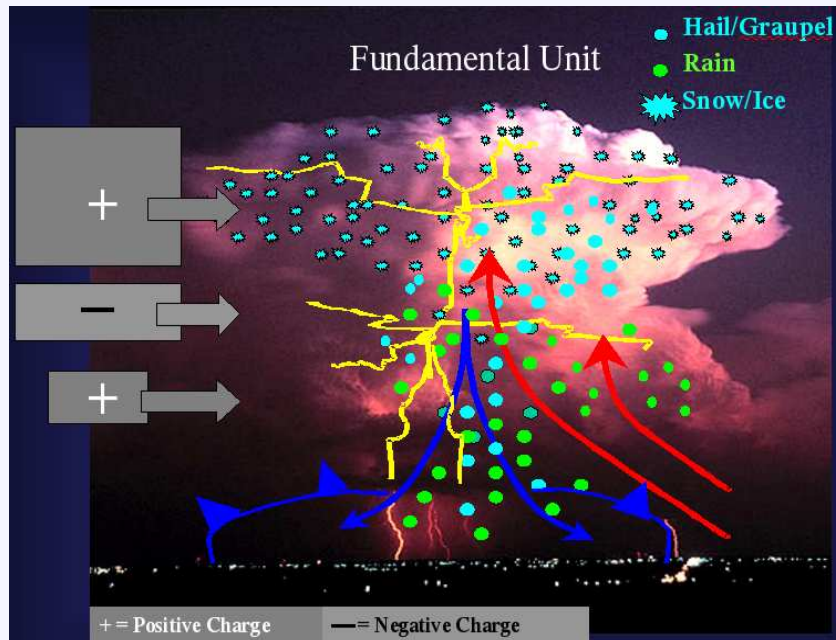 Fundamental Unit
Hail/Graupel
Rain
Snow/Ice
+
−
+
+ = Positive Charge
— = Negative Charge